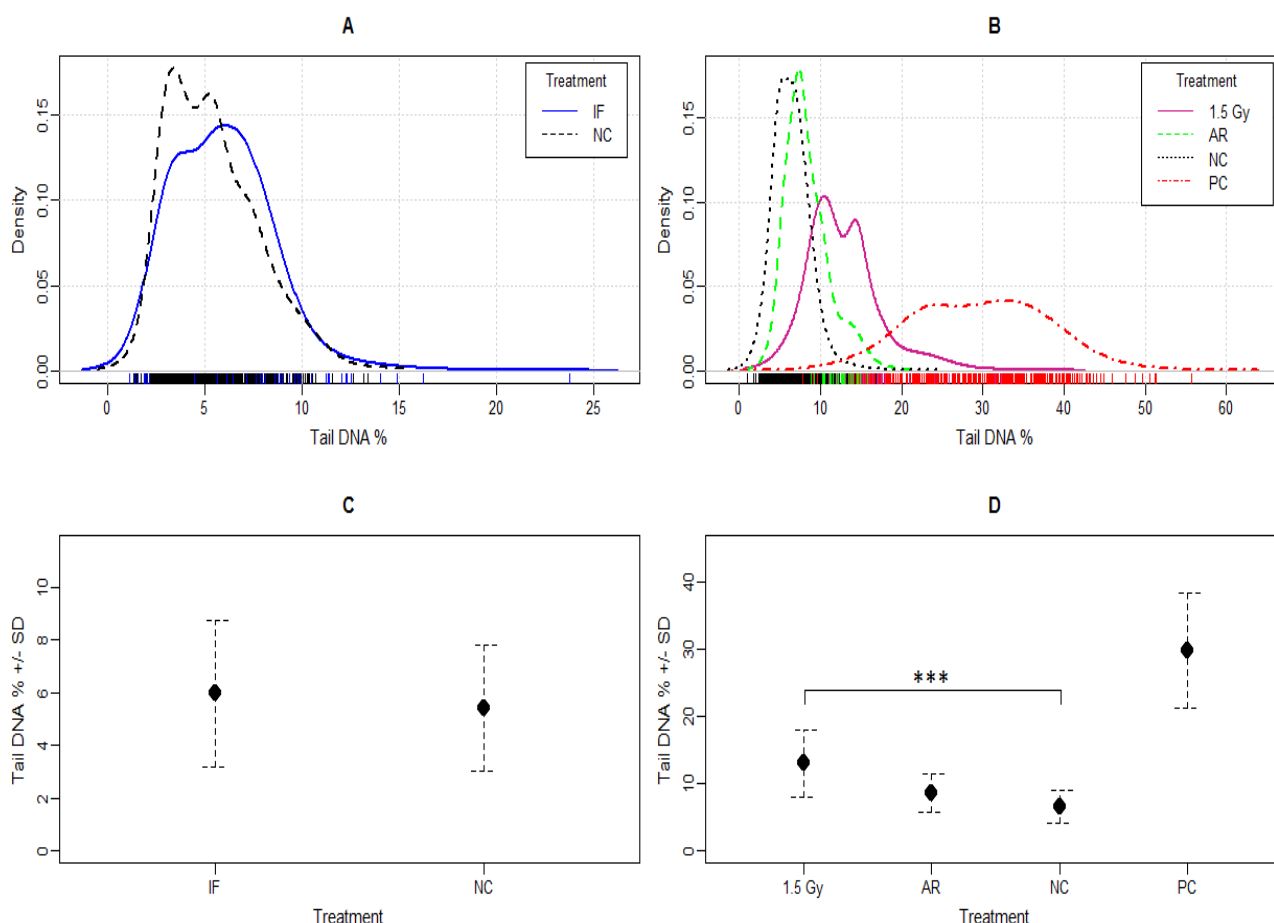 A
Treatment
IF
NC
Density
0.00 0.05 0.10 0.15
0 5 10 15 20 25
Tail DNA %
B
Treatment
1.5 Gy
AR
NC
PC
Density
0.00 0.05 0.10 0.15
0 10 20 30 40 50 60
Tail DNA %
C
Tail DNA % +/- SD
0 2 4 6 8 10
IF NC
Treatment
D
Tail DNA % +/- SD
0 10 20 30 40
***
1.5 Gy AR NC PC
Treatment